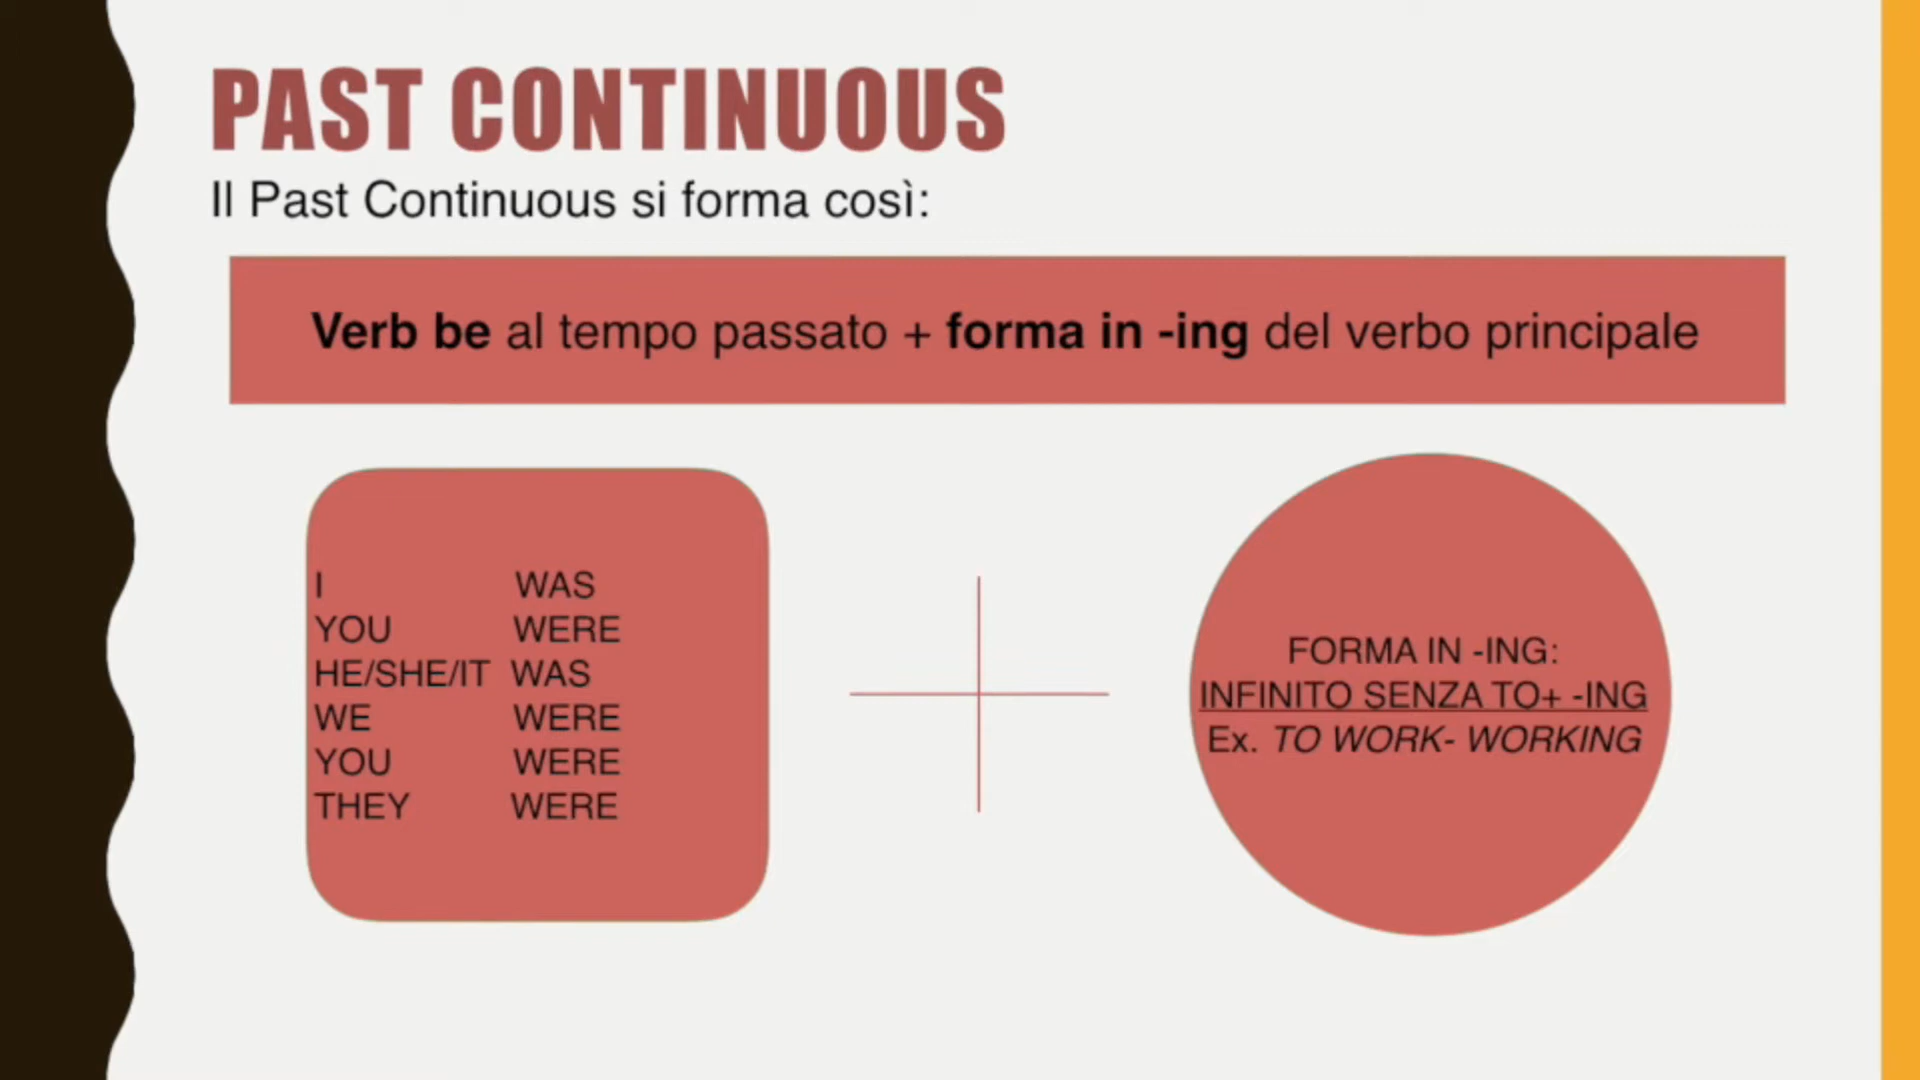 PAST CONTINUOUS
Il Past Continuous si forma così:
Verb be al tempo passato + forma in -ing del verbo principale
I WAS
YOU WERE
HE/SHE/IT WAS
WE WERE
YOU WERE
THEY WERE
FORMA IN -ING:
INFINITO SENZA TO+ -ING
Ex. TO WORK- WORKING